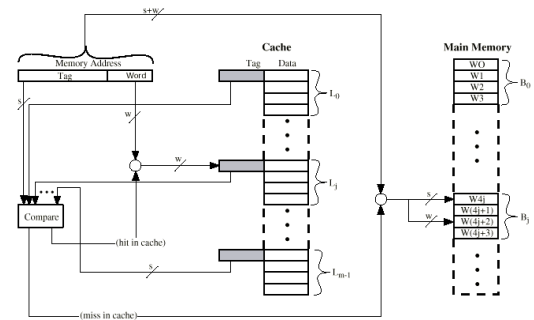 s+w
Cache
Main Memory
Memory Address
Tag
Word
Tag
Data
W0
W1
W2
W3
B0
s
w
L0
w
Lj
Compare
(hit in cache)
s
w
W4j
W(4j+1)
W(4j+2)
W(4j+3)
Bj
s
Lm-1
(miss in cache)